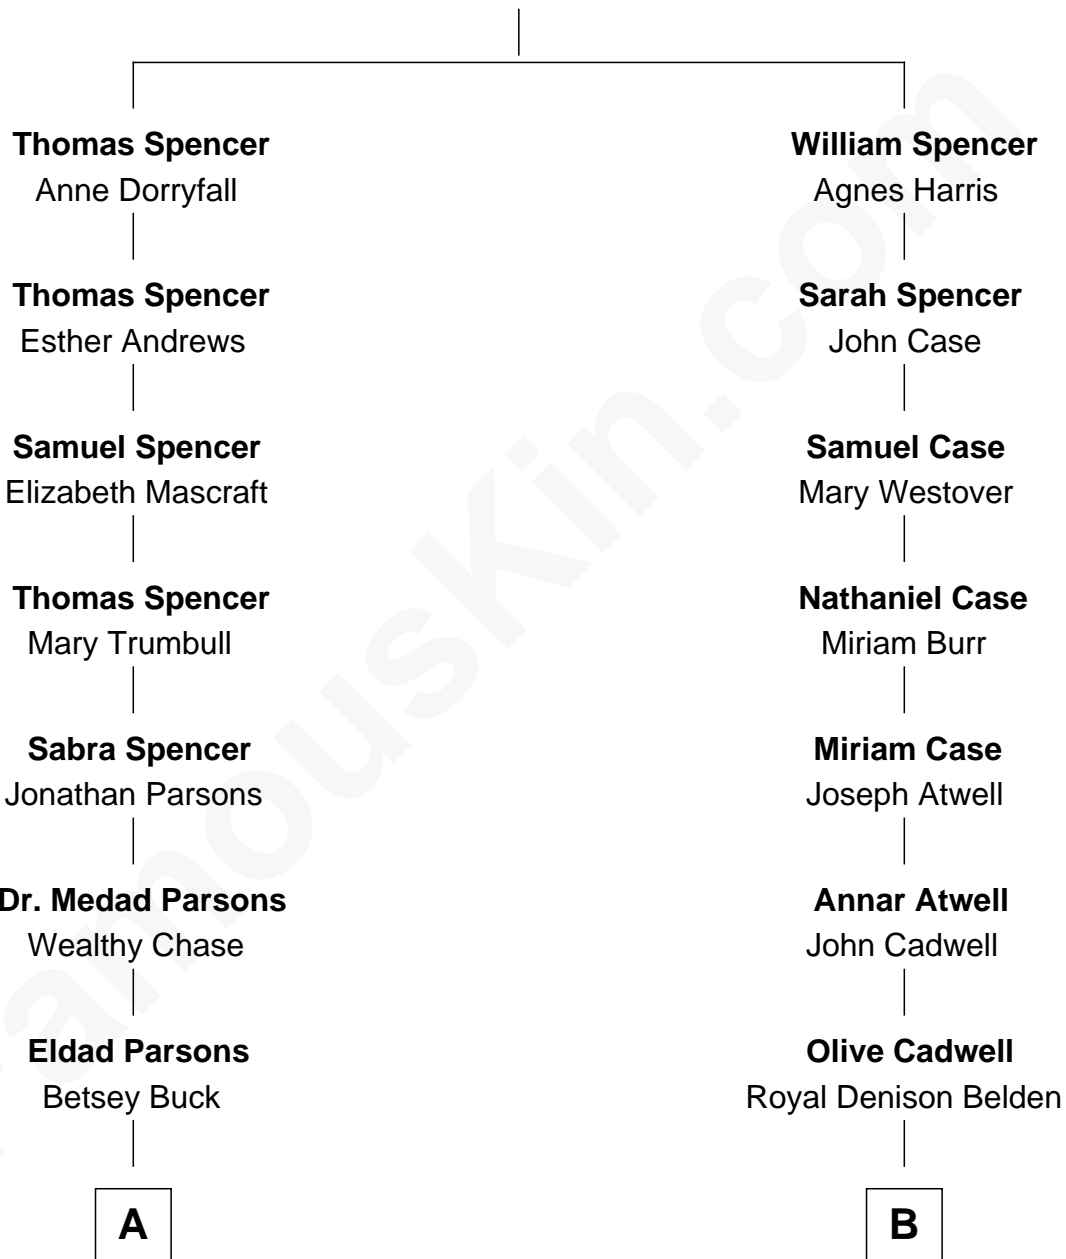 Thomas Spencer
Anne Dorryfall
Thomas Spencer
Esther Andrews
Samuel Spencer
Elizabeth Mascraft
Thomas Spencer
Mary Trumbull
Sabra Spencer
Jonathan Parsons
Dr. Medad Parsons
Wealthy Chase
Eldad Parsons
Betsey Buck
A
William Spencer
Agnes Harris
Sarah Spencer
John Case
Samuel Case
Mary Westover
Nathaniel Case
Miriam Burr
Miriam Case
Joseph Atwell
Annar Atwell
John Cadwell
Olive Cadwell
Royal Denison Belden
B
FamousKin.com